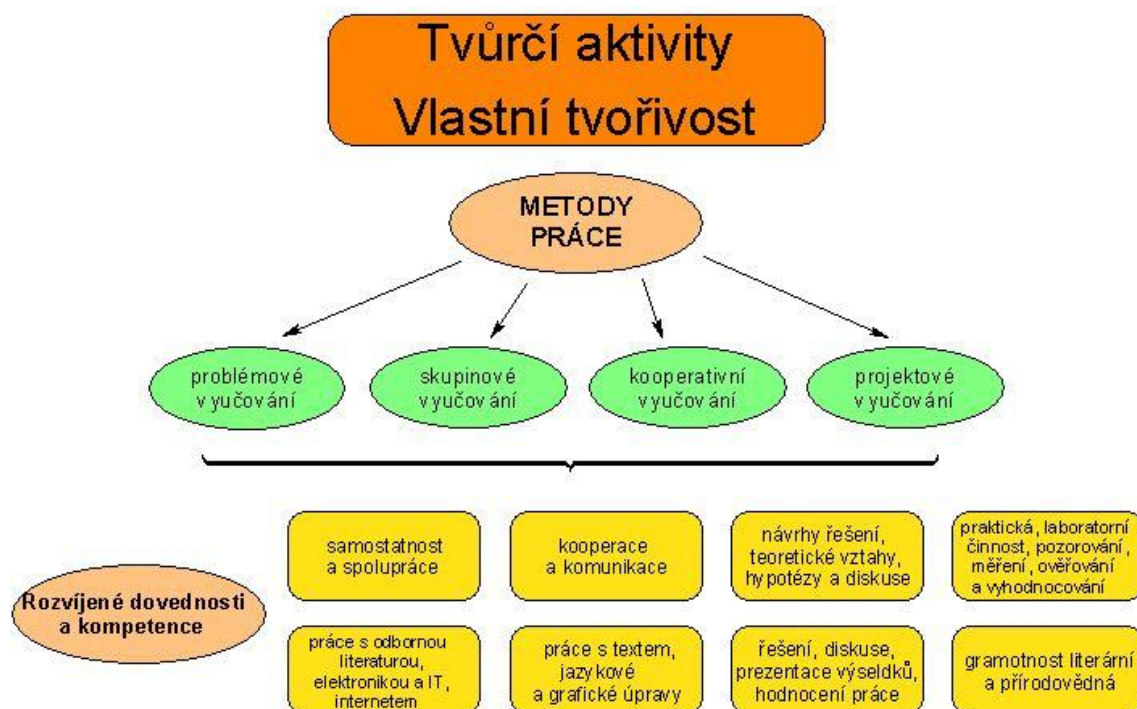 Tvůrčí aktivity
Vlastní tvořivost
METODY
PRÁCE
problémové
vyučování
skupinové
vyučování
kooperativní
vyučování
projektové
vyučování
Rozvíjené dovednosti
a kompetence
samostatnost
a spolupráce
kooperace
a komunikace
návrhy řešení,
teoretické vztahy,
hypotézy a diskuse
praktická, laboratorní
činnost, pozorování,
měření, ověřování
a vyhodnocování
práce s odbornou
literaturou,
elektronikou a IT,
internetem
práce s textem,
jazykové
a grafické úpravy
řešení, diskuse,
prezentace výseldků,
hodnocení práce
gramotnost literární
a přírodovědná